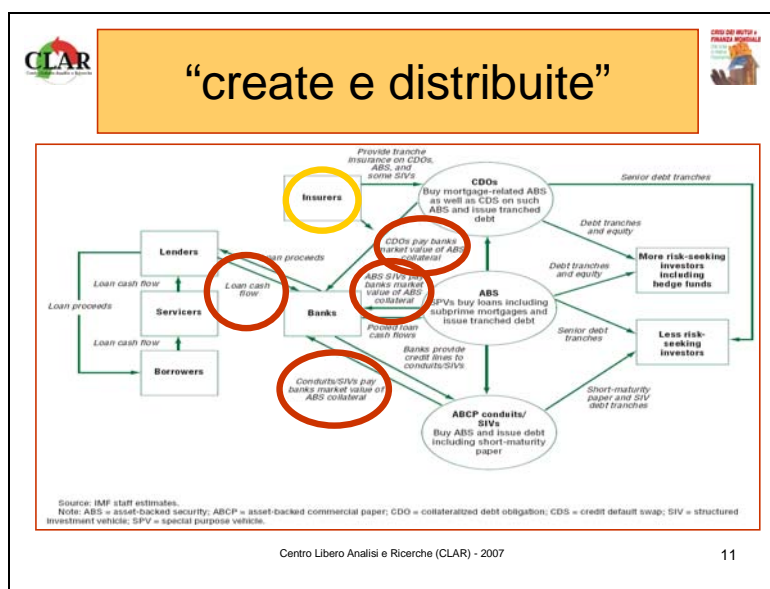 CLAR
Centro Libero Analisi e Ricerche
CRISI DEI MUTUI e
FINANZA MONDIALE
“create e distribuite”
Provide tranche
insurance on CDOs,
ABS, and
some SIVs
Insurers
CDOs
Buy mortgage-related ABS
as well as CDS on such
ABS and issue tranched
debt
Senior debt tranches
CDOs pay banks
market value of ABS
collateral
Debt tranches
and equity
More risk-seeking
investors
including
hedge funds
Lenders
Loan proceeds
Loan cash flow
Loan cash
flow
Loan proceeds
ABS SIVs pay
banks market
value of ABS
collateral
Debt tranches
and equity
ABS
SPVs buy loans including
subprime mortgages and
issue tranched debt
Servicers
Banks
Pooled loan
cash flows
Senior debt
tranches
Less risk-
seeking
investors
Loan cash flow
Borrowers
Banks provide
credit lines to
conduits/SIVs
Conduits/SIVs pay
banks market value of
ABS collateral
Short-maturity
paper and SIV
debt tranches
ABCP conduits/
SIVs
Buy ABS and issue debt
including short-maturity
paper
Source: IMF staff estimates.
Note: ABS = asset-backed security; ABCP = asset-backed commercial paper; CDO = collateralized debt obligation; CDS = credit default swap; SIV = structured
investment vehicle; SPV = special purpose vehicle.
Centro Libero Analisi e Ricerche (CLAR) - 2007
11